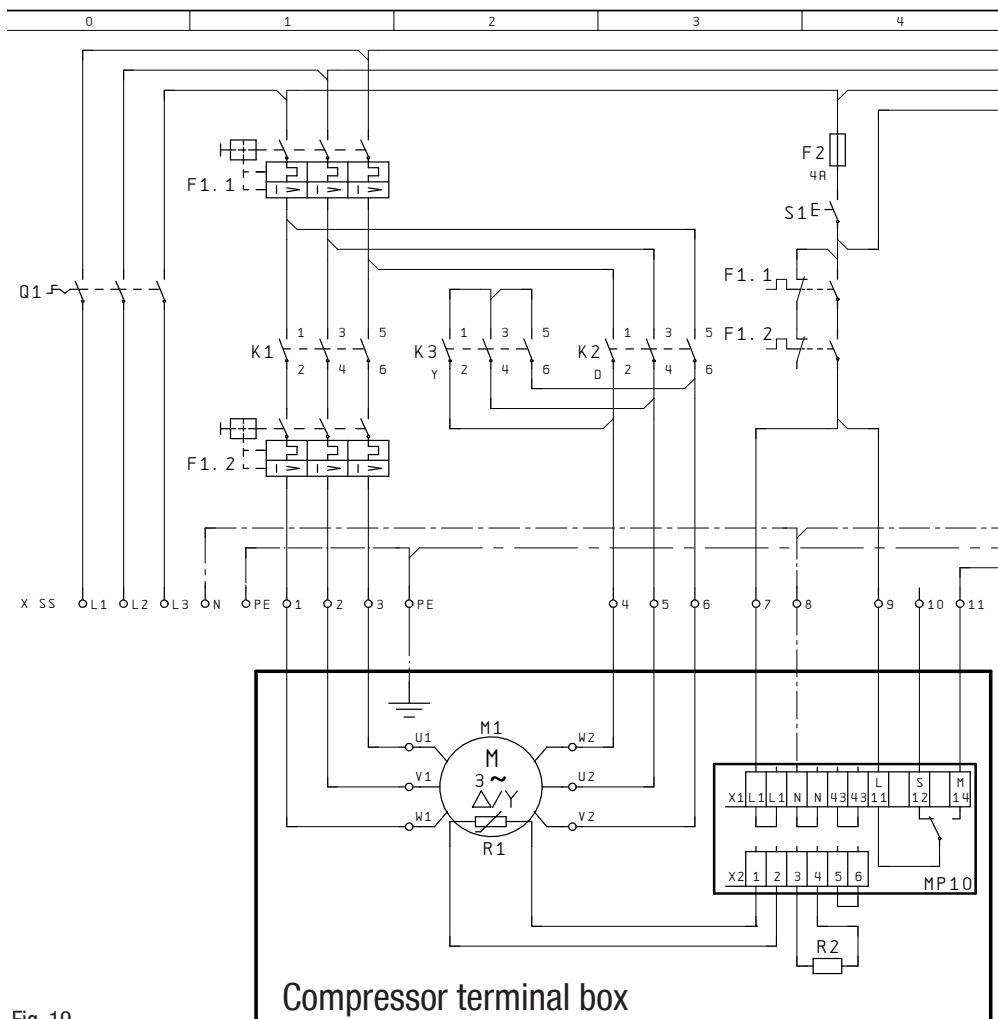 0 1 2 3 4
F1.1
F2
4A
S1
F1.1
Q1
1 3 5 1 3 5 1 3 5
K1 K3 K2 F1.2
Y D
2 4 6 2 4 6 2 4 6
F1.2
X SS L1 L2 L3 N PE 1 2 3 PE 4 5 6 7 8 9 10 11
M1
U1 W2
M
V1 3~ U2
Δ/Y
W1 V2
R1
L S M
X1 L1 L1 N N 43 43 11 12 14
X2 1 2 3 4 5 6
MP10
R2
Compressor terminal box